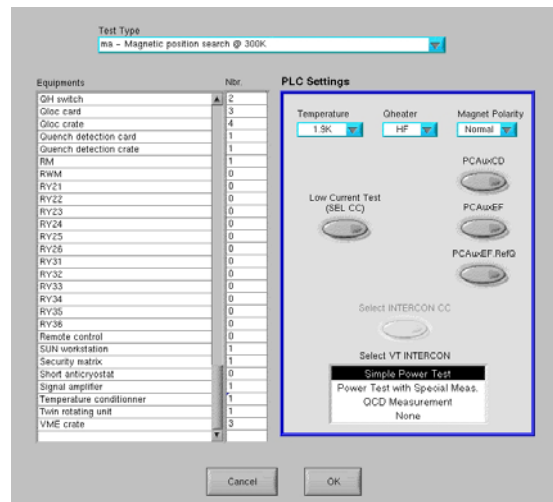 Test Type
ma – Magnetic position search @ 300K
Equipments Nbr.
QH switch 2
Qloc card 3
Qloc crate 4
Quench detection card 1
Quench detection crate 1
RM 1
RWM 0
RY21 0
RY22 0
RY23 0
RY24 0
RY25 0
RY26 0
RY31 0
RY32 0
RY33 0
RY34 0
RY35 0
RY36 0
Remote control 0
SUN workstation 1
Security matrix 1
Short anticryostat 0
Signal amplifier 1
Temperature conditionner 1
Twin rotating unit 1
VME crate 3
PLC Settings
Temperature Qheater Magnet Polarity
1.9K HF Normal
PCAuxCD
Low Current Test
(SEL CC)
PCAuxEF
PCAuxEF.RefQ
Select INTERCON CC
Select VT INTERCON
Simple Power Test
Power Test with Special Meas.
QCD Measurement
None
Cancel OK